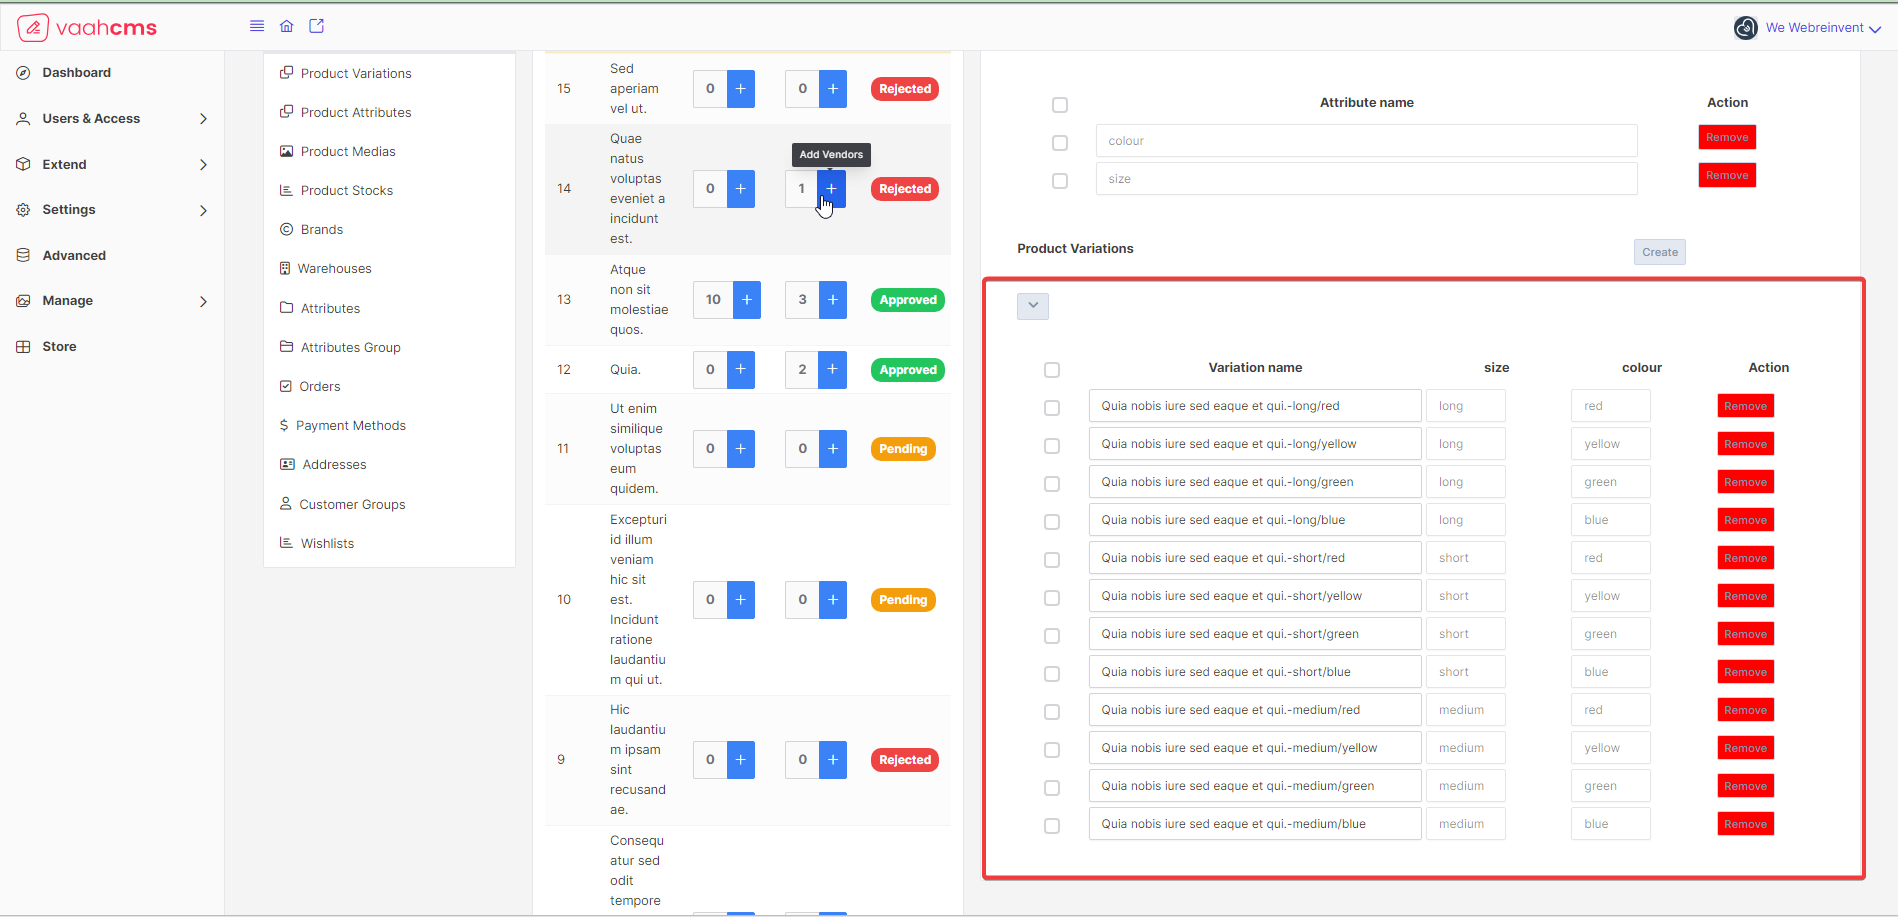 vaahcms
We Webreinvent
Dashboard
Users & Access
Extend
Settings
Advanced
Manage
Store
Product Variations
Product Attributes
Product Medias
Product Stocks
Brands
Warehouses
Attributes
Attributes Group
Orders
Payment Methods
Addresses
Customer Groups
Wishlists
15
Sed
aperiam
vel ut.
0 +
0 +
Rejected
Add Vendors
14
Quae
natus
voluptas
eveniet a
incidunt
est.
0 +
1 +
Rejected
13
Atque
non sit
molestiae
quos.
10 +
3 +
Approved
12
Quia.
0 +
2 +
Approved
11
Ut enim
similique
voluptas
eum
quidem.
0 +
0 +
Pending
10
Excepturi
id illum
veniam
hic sit
est.
Incidunt
ratione
laudantiu
m qui ut.
0 +
0 +
Pending
9
Hic
laudantiu
m ipsam
sint
recusand
ae.
0 +
0 +
Rejected
Consequ
atur sed
odit
tempore
Attribute name Action
colour Remove
size Remove
Product Variations Create
Variation name size colour Action
Quia nobis iure sed eaque et qui.-long/red long red Remove
Quia nobis iure sed eaque et qui.-long/yellow long yellow Remove
Quia nobis iure sed eaque et qui.-long/green long green Remove
Quia nobis iure sed eaque et qui.-long/blue long blue Remove
Quia nobis iure sed eaque et qui.-short/red short red Remove
Quia nobis iure sed eaque et qui.-short/yellow short yellow Remove
Quia nobis iure sed eaque et qui.-short/green short green Remove
Quia nobis iure sed eaque et qui.-short/blue short blue Remove
Quia nobis iure sed eaque et qui.-medium/red medium red Remove
Quia nobis iure sed eaque et qui.-medium/yellow medium yellow Remove
Quia nobis iure sed eaque et qui.-medium/green medium green Remove
Quia nobis iure sed eaque et qui.-medium/blue medium blue Remove